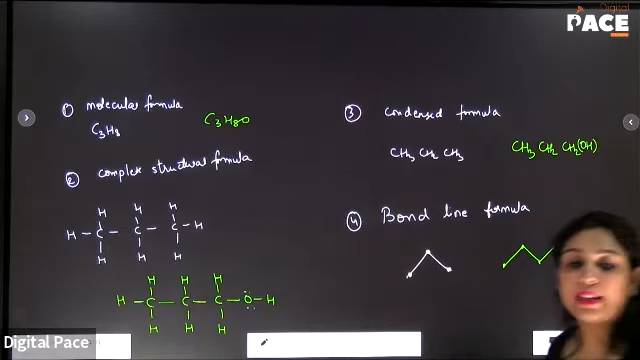 Digital
PACE
① molecular formula
C3H8
C3H8O
② complete structural formula
H H H
H - C - C - C - H
H H H
H H H
H - C - C - C - O - H
H H H
③ condensed formula
CH3 CH2 CH3
CH3 CH2 CH2(OH)
④ Bond line formula
Digital Pace